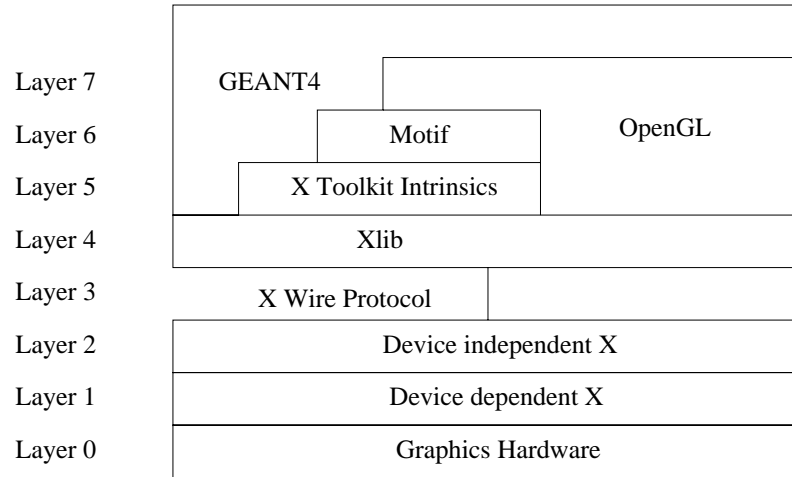 Layer 7 GEANT4
OpenGL
Layer 6 Motif
Layer 5 X Toolkit Intrinsics
Layer 4 Xlib
Layer 3 X Wire Protocol
Layer 2 Device independent X
Layer 1 Device dependent X
Layer 0 Graphics Hardware